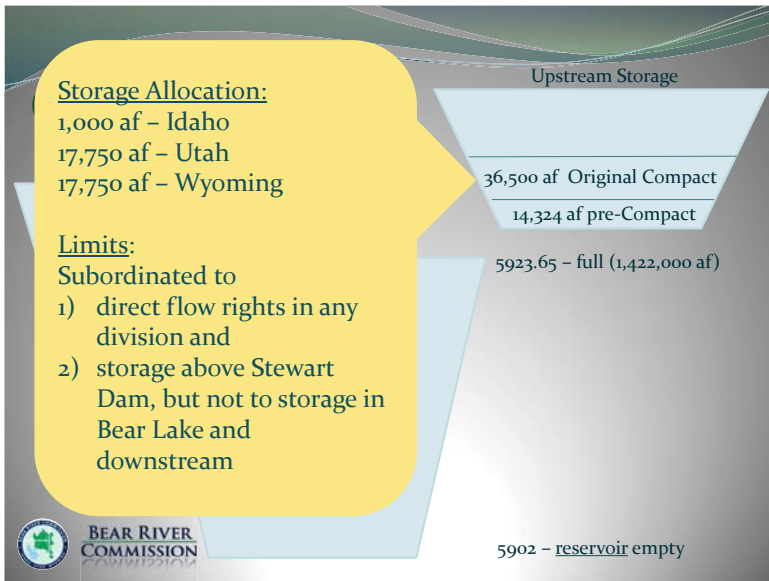 Upstream Storage
Storage Allocation:
1,000 af – Idaho
17,750 af – Utah
17,750 af – Wyoming
Limits:
Subordinated to
1) direct flow rights in any
division and
2) storage above Stewart
Dam, but not to storage in
Bear Lake and
downstream
36,500 af Original Compact
14,324 af pre-Compact
5923.65 – full (1,422,000 af)
5902 – reservoir empty
BEAR RIVER
COMMISSION